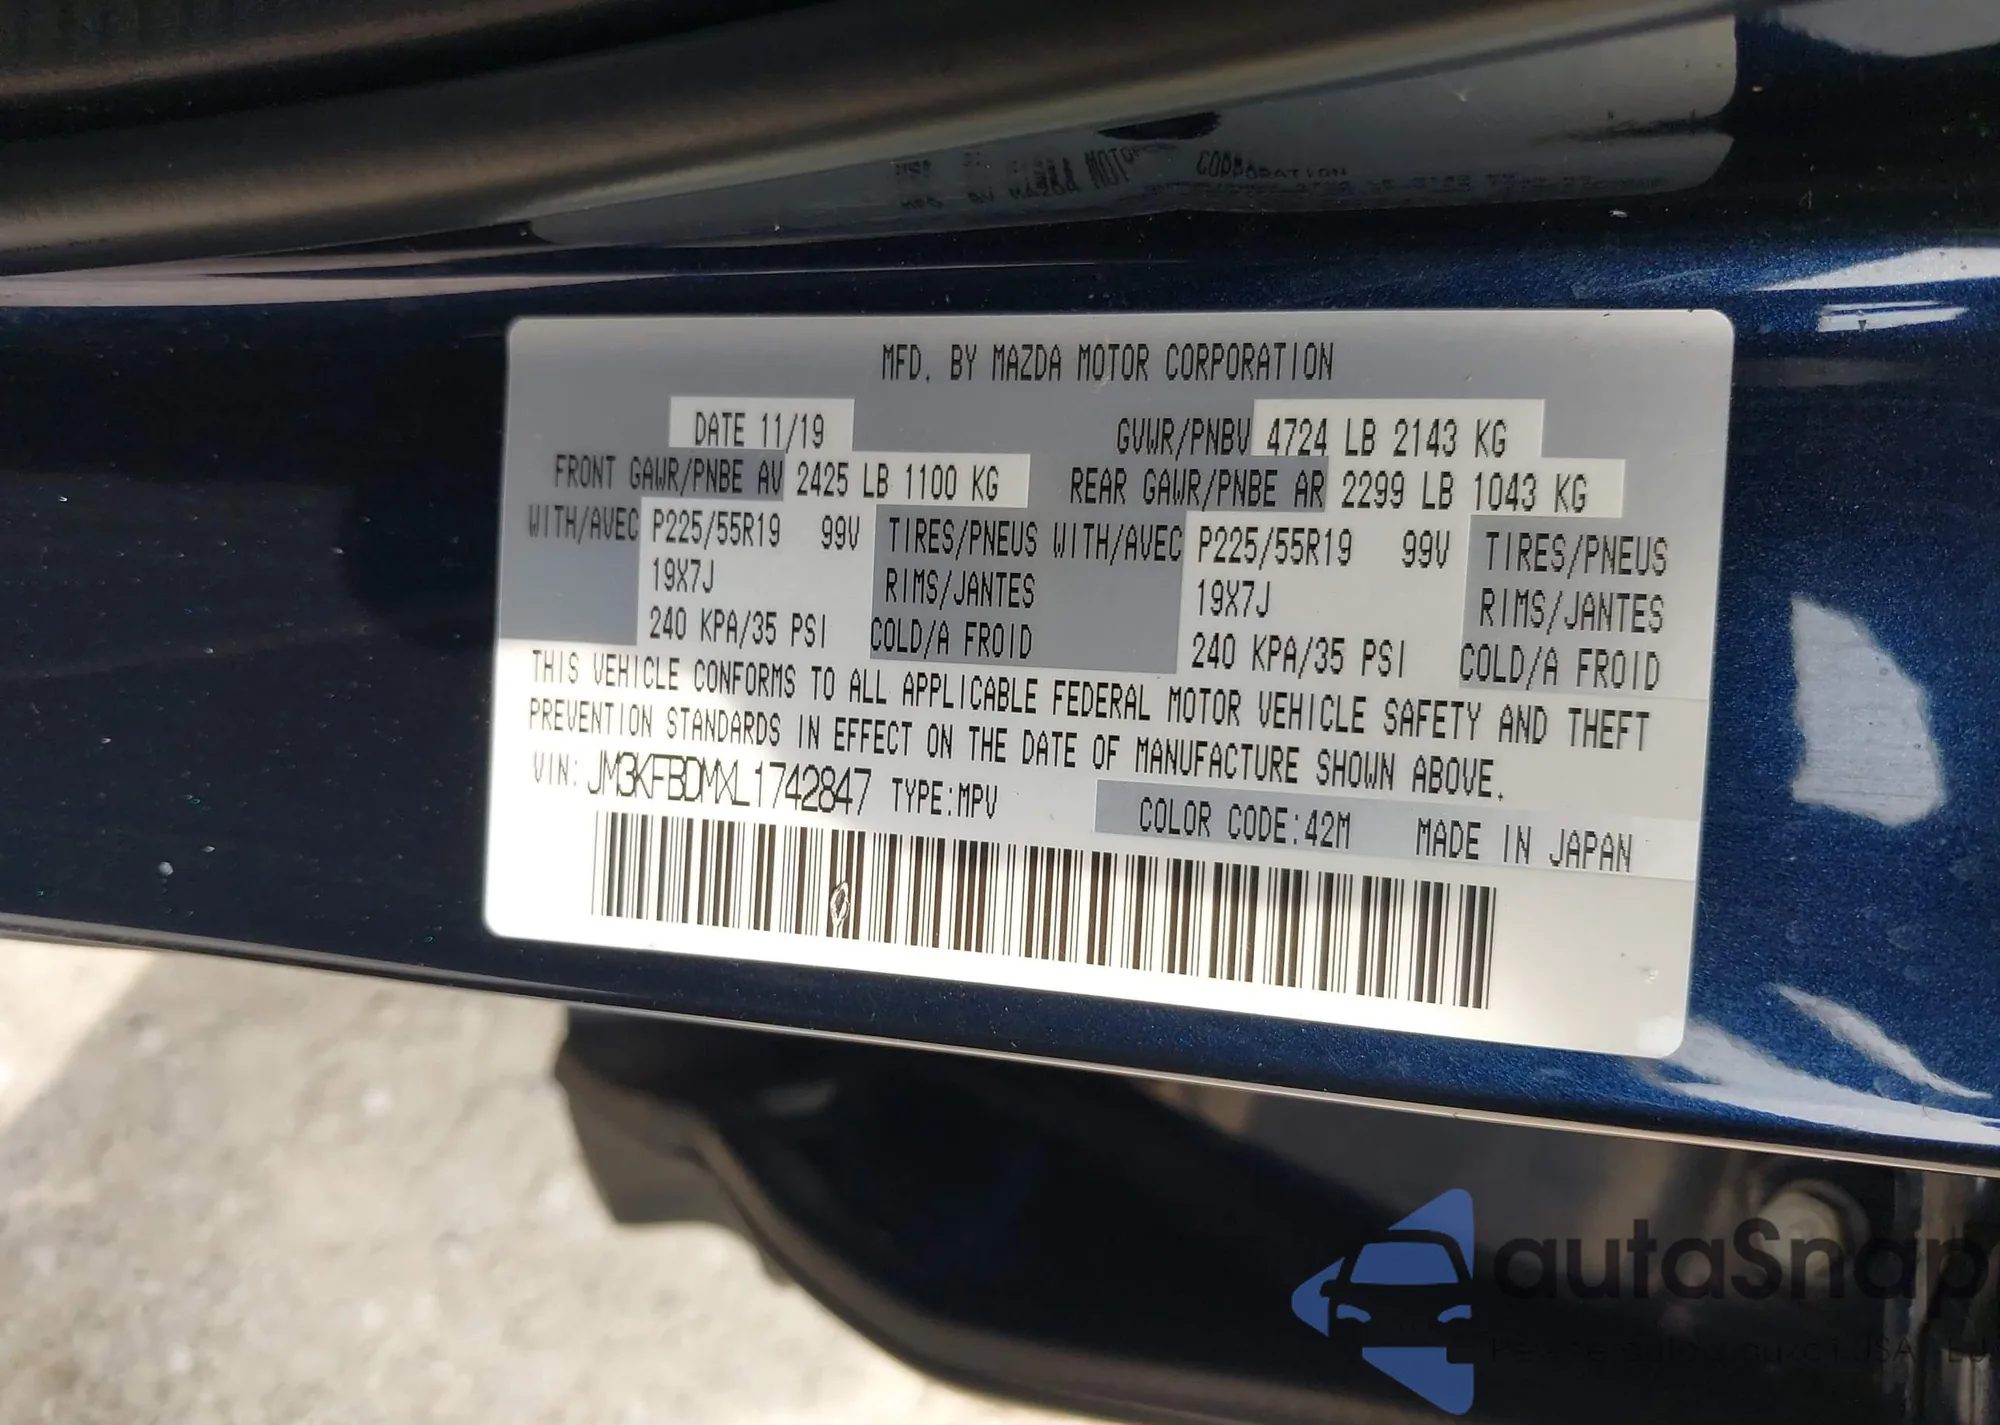 MFD. BY MAZDA MOTOR CORPORATION
DATE 11/19 GVWR/PNBV 4724 LB 2143 KG
FRONT GAWR/PNBE AV 2425 LB 1100 KG REAR GAWR/PNBE AR 2299 LB 1043 KG
WITH/AVEC P225/55R19 99V TIRES/PNEUS WITH/AVEC P225/55R19 99V TIRES/PNEUS
19X7J RIMS/JANTES 19X7J RIMS/JANTES
240 KPA/35 PSI COLD/A FROID 240 KPA/35 PSI COLD/A FROID
THIS VEHICLE CONFORMS TO ALL APPLICABLE FEDERAL MOTOR VEHICLE SAFETY AND THEFT
PREVENTION STANDARDS IN EFFECT ON THE DATE OF MANUFACTURE SHOWN ABOVE.
VIN: JM3KFBDMXL1742847 TYPE:MPV COLOR CODE:42M MADE IN JAPAN
autaSnap